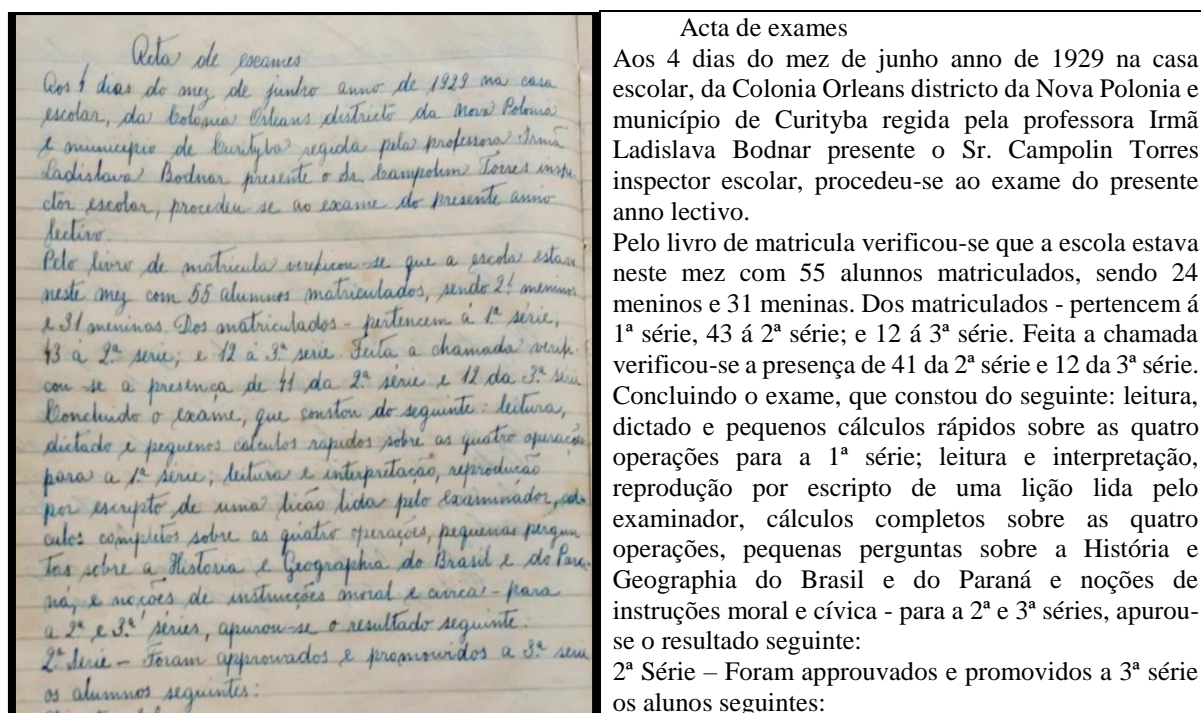 Acta de exames
Aos 4 dias do mez de junho anno de 1929 na casa
escolar, da Colonia Orleans districto da Nova Polonia
e municipio de Curityba regida pela professora Irmã
Ladislava Bodnar presente o Sr. Campolim Torres inspe
ctor escolar, procedeu-se ao exame do presente anno
lectivo.
Pelo livro de matricula verificou-se que a escola estava
neste mez com 55 alumnos matriculados, sendo 24 meninos
e 31 meninas. Dos matriculados - pertencem á 1ª série,
43 á 2ª serie; e 12 á 3ª serie. Feita a chamada verifi-
cou-se a presença de 41 da 2ª série e 12 da 3ª série
Concluido o exame, que constou do seguinte: leitura,
dictado e pequenos calculos rapidos sobre as quatro operações
para a 1ª série; leitura e interpretação, reprodução
por escripto de uma lição lida pelo examinador, cal
culos completos sobre as quatro operações, pequenas pergun
tas sobre a Historia e Geographia do Brasil e do Para-
ná, e noções de instrucções moral e civica - para
a 2ª e 3ª séries, apurou-se o resultado seguinte:
2ª Serie - Foram approuvados e promouvidos a 3ª serie
os alumnos seguintes:
Acta de exames
Aos 4 dias do mez de junho anno de 1929 na casa
escolar, da Colonia Orleans districto da Nova Polonia e
município de Curityba regida pela professora Irmã
Ladislava Bodnar presente o Sr. Campolin Torres
inspector escolar, procedeu-se ao exame do presente
anno lectivo.
Pelo livro de matricula verificou-se que a escola estava
neste mez com 55 alunnos matriculados, sendo 24
meninos e 31 meninas. Dos matriculados - pertencem á
1ª série, 43 á 2ª série; e 12 á 3ª série. Feita a chamada
verificou-se a presença de 41 da 2ª série e 12 da 3ª série.
Concluindo o exame, que constou do seguinte: leitura,
dictado e pequenos cálculos rápidos sobre as quatro
operações para a 1ª série; leitura e interpretação,
reprodução por escripto de uma lição lida pelo
examinador, cálculos completos sobre as quatro
operações, pequenas perguntas sobre a História e
Geographia do Brasil e do Paraná e noções de
instruções moral e cívica - para a 2ª e 3ª séries, apurou-
se o resultado seguinte:
2ª Série – Foram approuvados e promovidos a 3ª série
os alunos seguintes: